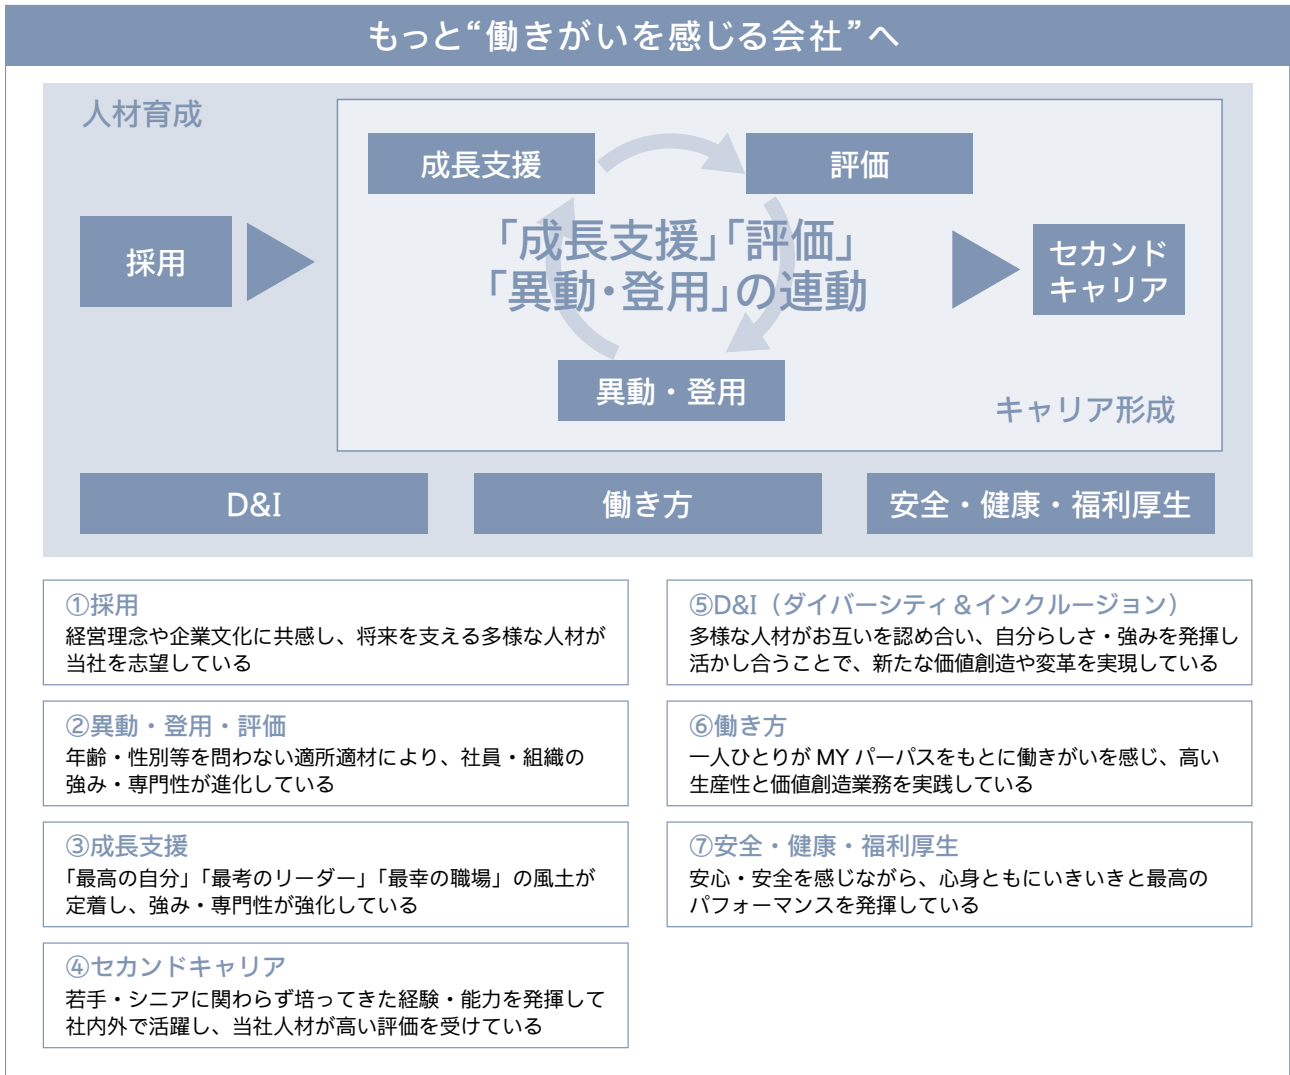 もっと“働きがいを感じる会社”へ
人材育成
成長支援
評価
採用
「成長支援」「評価」
「異動・登用」の連動
セカンド
キャリア
異動・登用
キャリア形成
D&I
働き方
安全・健康・福利厚生
①採用
経営理念や企業文化に共感し、将来を支える多様な人材が
当社を志望している
②異動・登用・評価
年齢・性別等を問わない適所適材により、社員・組織の
強み・専門性が進化している
③成長支援
「最高の自分」「最考のリーダー」「最幸の職場」の風土が
定着し、強み・専門性が強化している
④セカンドキャリア
若手・シニアに関わらず培ってきた経験・能力を発揮して
社内外で活躍し、当社人材が高い評価を受けている
⑤D&I（ダイバーシティ＆インクルージョン）
多様な人材がお互いを認め合い、自分らしさ・強みを発揮し
活かし合うことで、新たな価値創造や変革を実現している
⑥働き方
一人ひとりが MY パーパスをもとに働きがいを感じ、高い
生産性と価値創造業務を実践している
⑦安全・健康・福利厚生
安心・安全を感じながら、心身ともにいきいきと最高の
パフォーマンスを発揮している